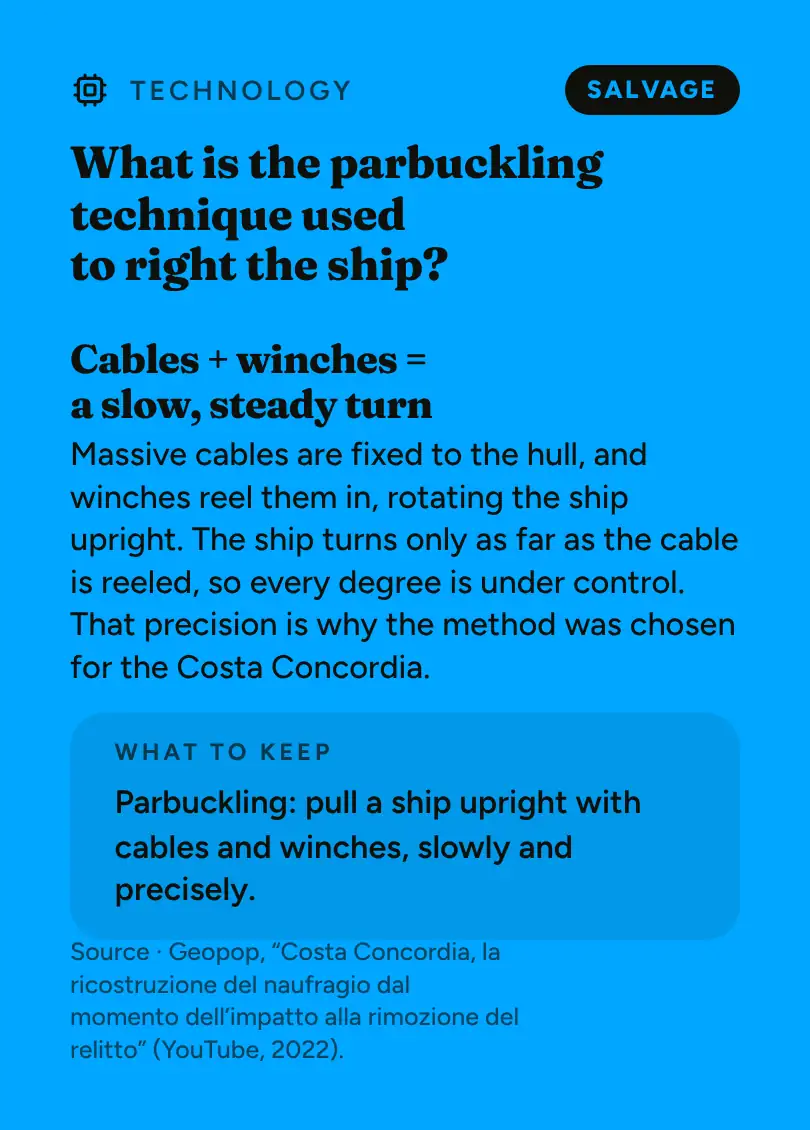 TECHNOLOGY
SALVAGE
What is the parbuckling
technique used
to right the ship?
Cables + winches =
a slow, steady turn
Massive cables are fixed to the hull, and
winches reel them in, rotating the ship
upright. The ship turns only as far as the cable
is reeled, so every degree is under control.
That precision is why the method was chosen
for the Costa Concordia.
WHAT TO KEEP
Parbuckling: pull a ship upright with
cables and winches, slowly and
precisely.
Source · Geopop, “Costa Concordia, la
ricostruzione del naufragio dal
momento dell’impatto alla rimozione del
relitto” (YouTube, 2022).